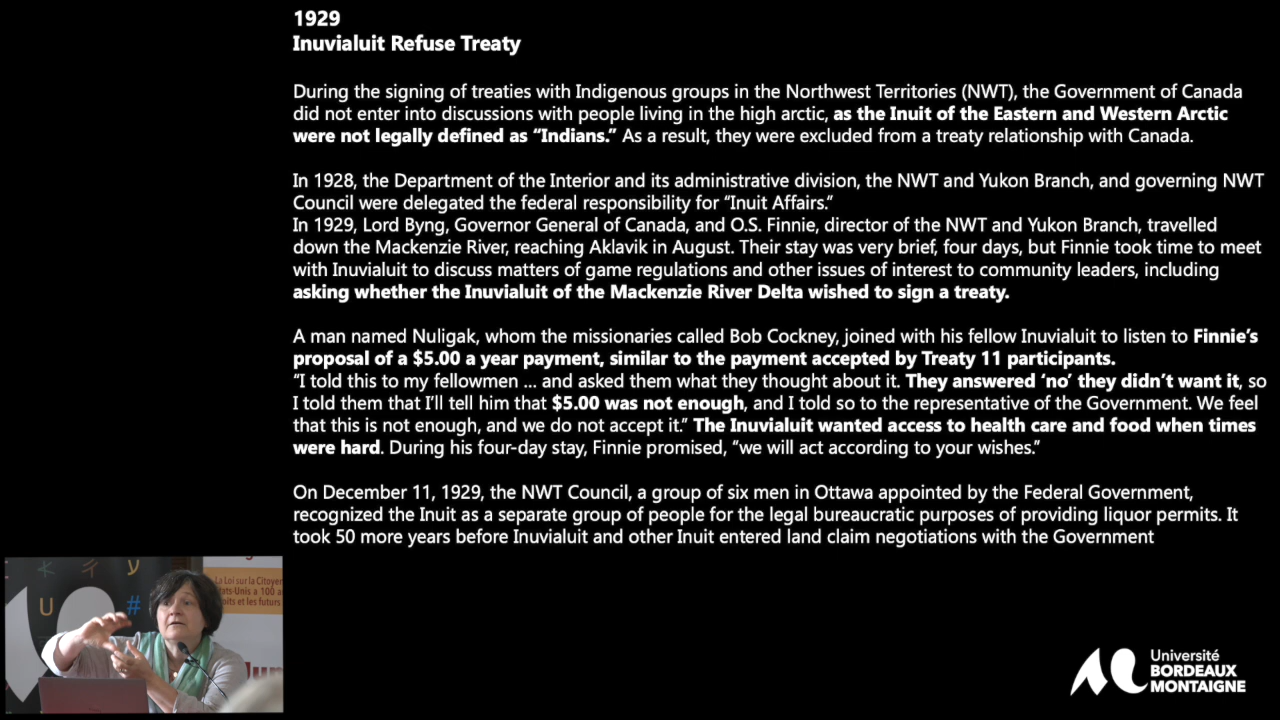 1929
Inuvialuit Refuse Treaty
During the signing of treaties with Indigenous groups in the Northwest Territories (NWT), the Government of Canada
did not enter into discussions with people living in the high arctic, as the Inuit of the Eastern and Western Arctic
were not legally defined as “Indians.” As a result, they were excluded from a treaty relationship with Canada.
In 1928, the Department of the Interior and its administrative division, the NWT and Yukon Branch, and governing NWT
Council were delegated the federal responsibility for “Inuit Affairs.”
In 1929, Lord Byng, Governor General of Canada, and O.S. Finnie, director of the NWT and Yukon Branch, travelled
down the Mackenzie River, reaching Aklavik in August. Their stay was very brief, four days, but Finnie took time to meet
with Inuvialuit to discuss matters of game regulations and other issues of interest to community leaders, including
asking whether the Inuvialuit of the Mackenzie River Delta wished to sign a treaty.
A man named Nuligak, whom the missionaries called Bob Cockney, joined with his fellow Inuvialuit to listen to Finnie’s
proposal of a $5.00 a year payment, similar to the payment accepted by Treaty 11 participants.
“I told this to my fellowmen ... and asked them what they thought about it. They answered ‘no’ they didn’t want it, so
I told them that I’ll tell him that $5.00 was not enough, and I told so to the representative of the Government. We feel
that this is not enough, and we do not accept it.” The Inuvialuit wanted access to health care and food when times
were hard. During his four-day stay, Finnie promised, “we will act according to your wishes.”
On December 11, 1929, the NWT Council, a group of six men in Ottawa appointed by the Federal Government,
recognized the Inuit as a separate group of people for the legal bureaucratic purposes of providing liquor permits. It
took 50 more years before Inuvialuit and other Inuit entered land claim negotiations with the Government
U
#
La Loi sur la Citoyen
tats-Unis a 100 a
oits et les futurs
Université
BORDEAUX
MONTAIGNE